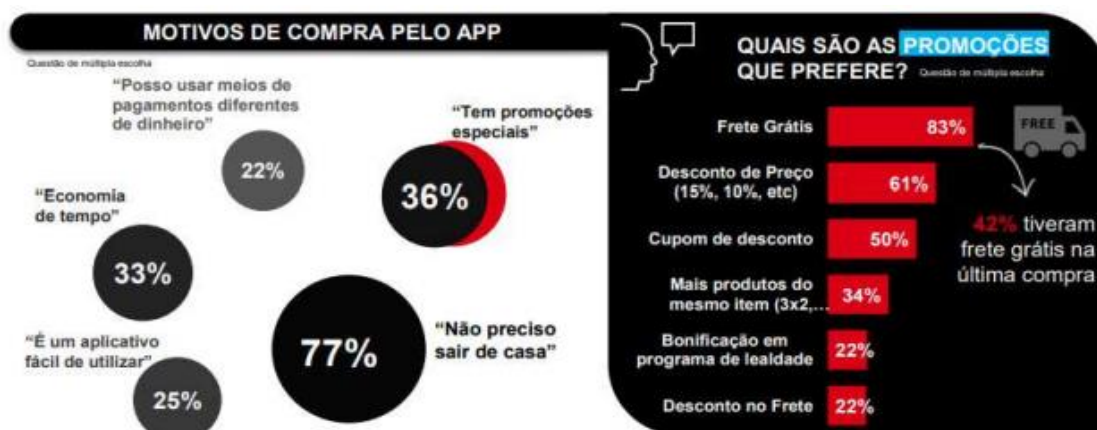 MOTIVOS DE COMPRA PELO APP
Questão de múltipla escolha
“Posso usar meios de
pagamentos diferentes
de dinheiro”
22%
“Tem promoções
especiais”
36%
“Economia
de tempo”
33%
“Não preciso
sair de casa”
77%
“É um aplicativo
fácil de utilizar”
25%
QUAIS SÃO AS PROMOÇÕES
QUE PREFERE? Questão de múltipla escolha
Frete Grátis 83%
FREE
Desconto de Preço
(15%, 10%, etc) 61%
42% tiveram
frete grátis na
última compra
Cupom de desconto 50%
Mais produtos do
mesmo item (3x2,... 34%
Bonificação em
programa de lealdade 22%
Desconto no Frete 22%